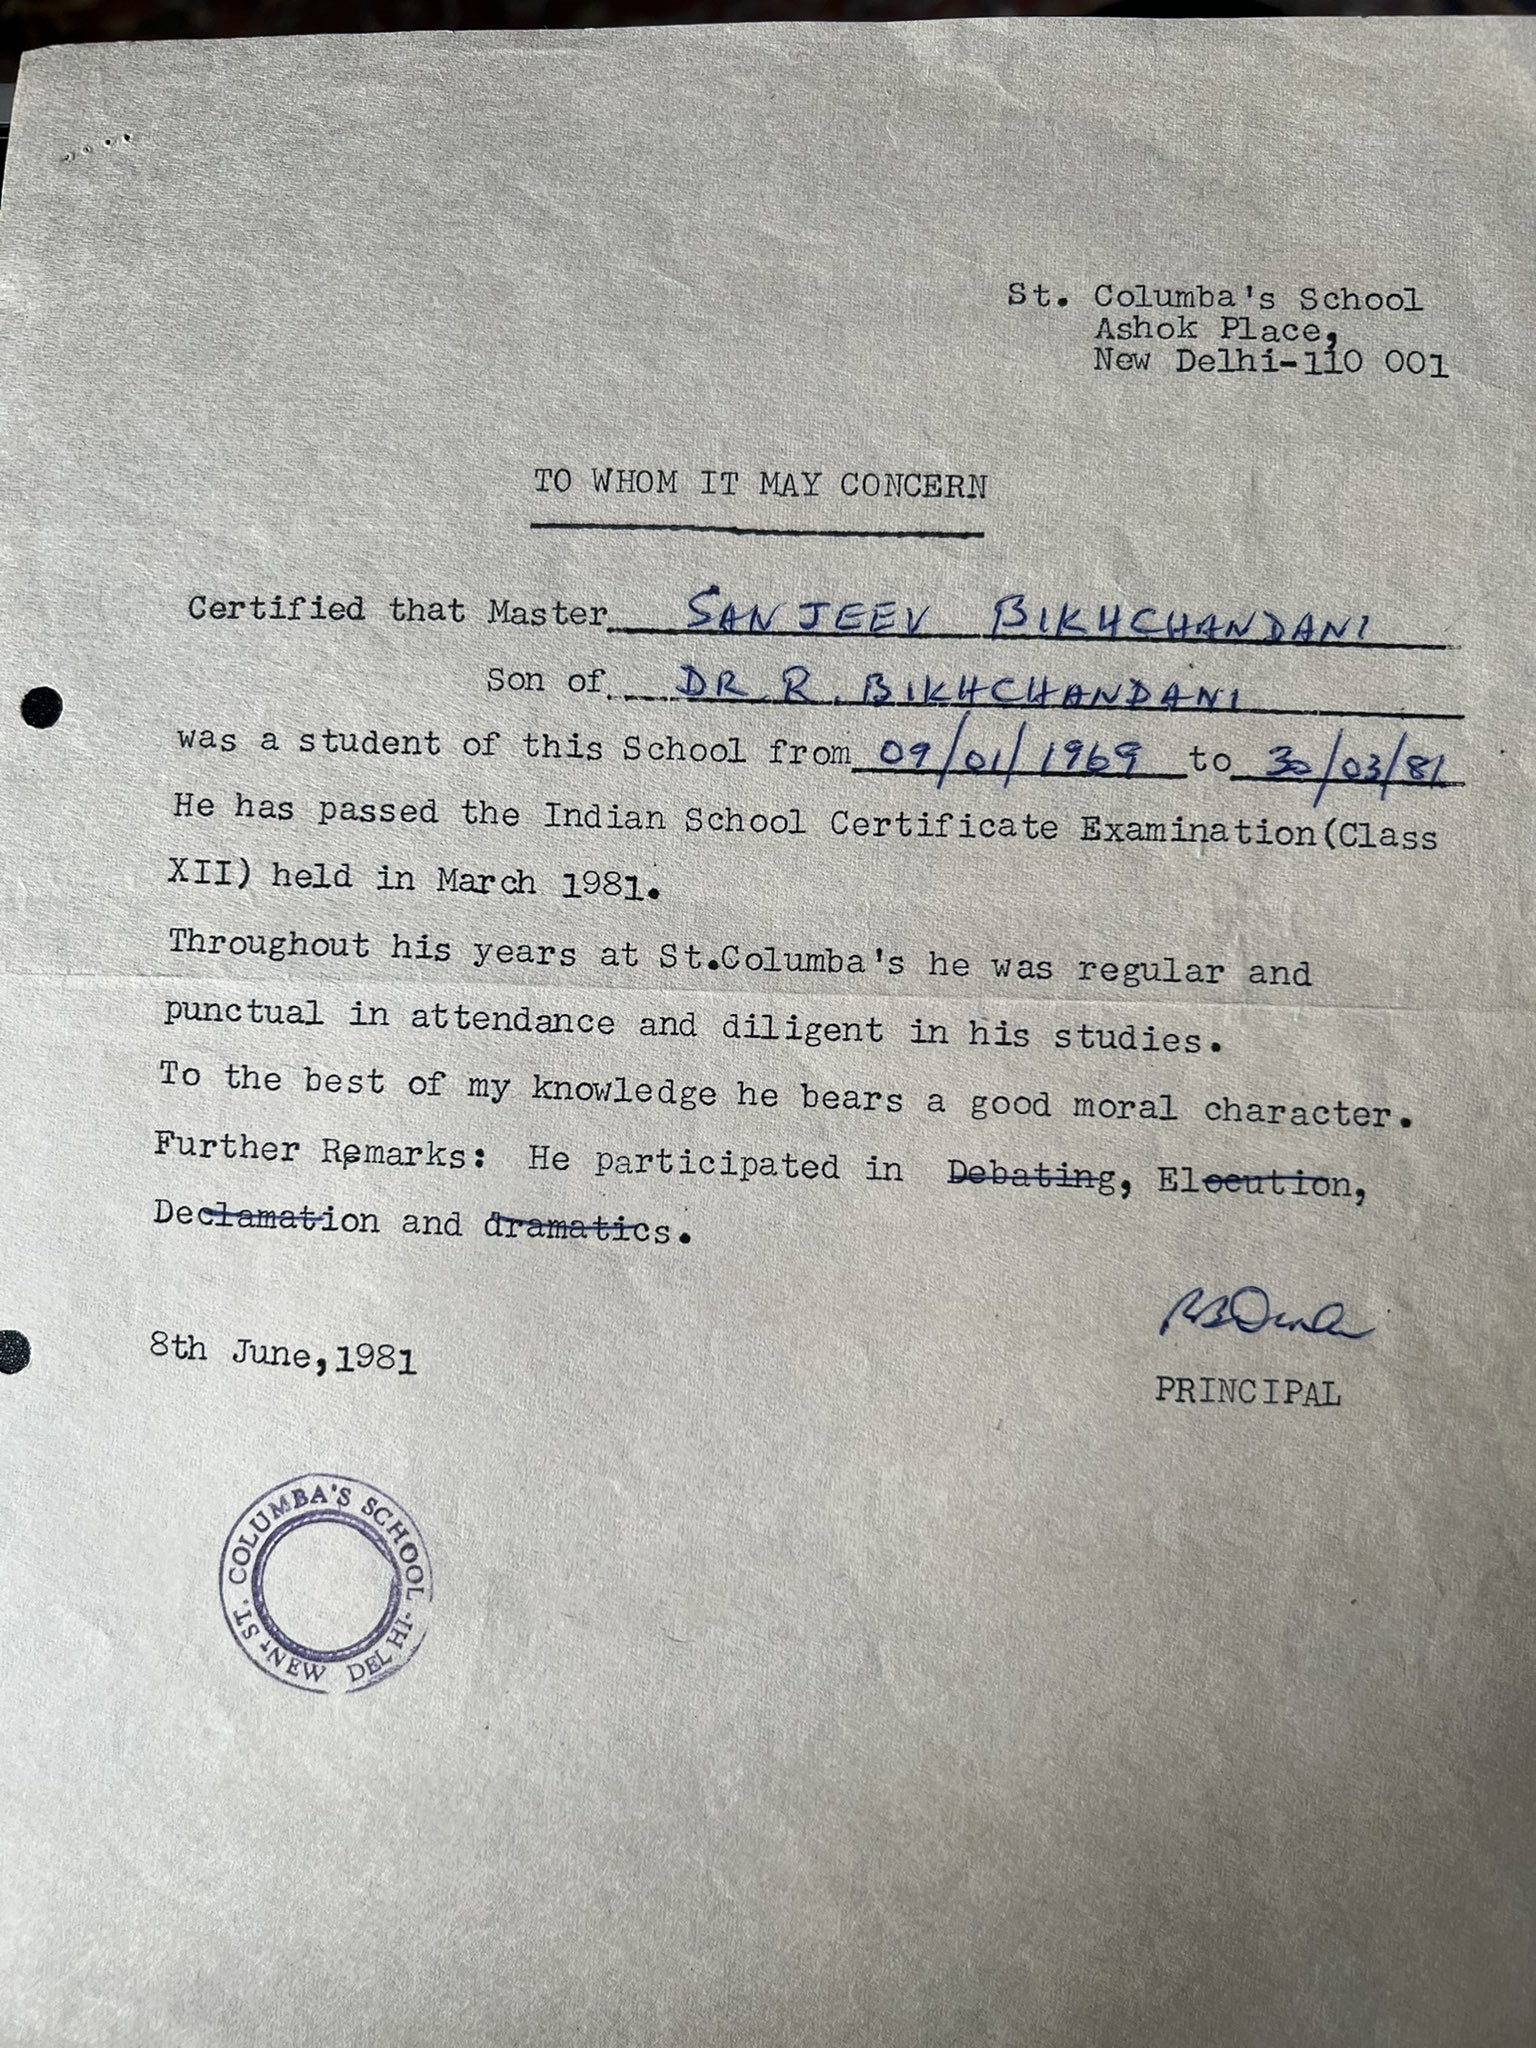 St. Columba's School
Ashok Place,
New Delhi-110 001
TO WHOM IT MAY CONCERN
Certified that Master SANJEEV BIKHCHANDANI
Son of DR. R. BIKHCHANDANI
was a student of this School from 09/01/1969 to 30/03/81
He has passed the Indian School Certificate Examination(Class
XII) held in March 1981.
Throughout his years at St.Columba's he was regular and
punctual in attendance and diligent in his studies.
To the best of my knowledge he bears a good moral character.
Further Remarks: He participated in Debating, Elocution,
Declamation and dramatics.
8th June,1981
PRINCIPAL
ST. COLUMBA'S SCHOOL
NEW DELHI